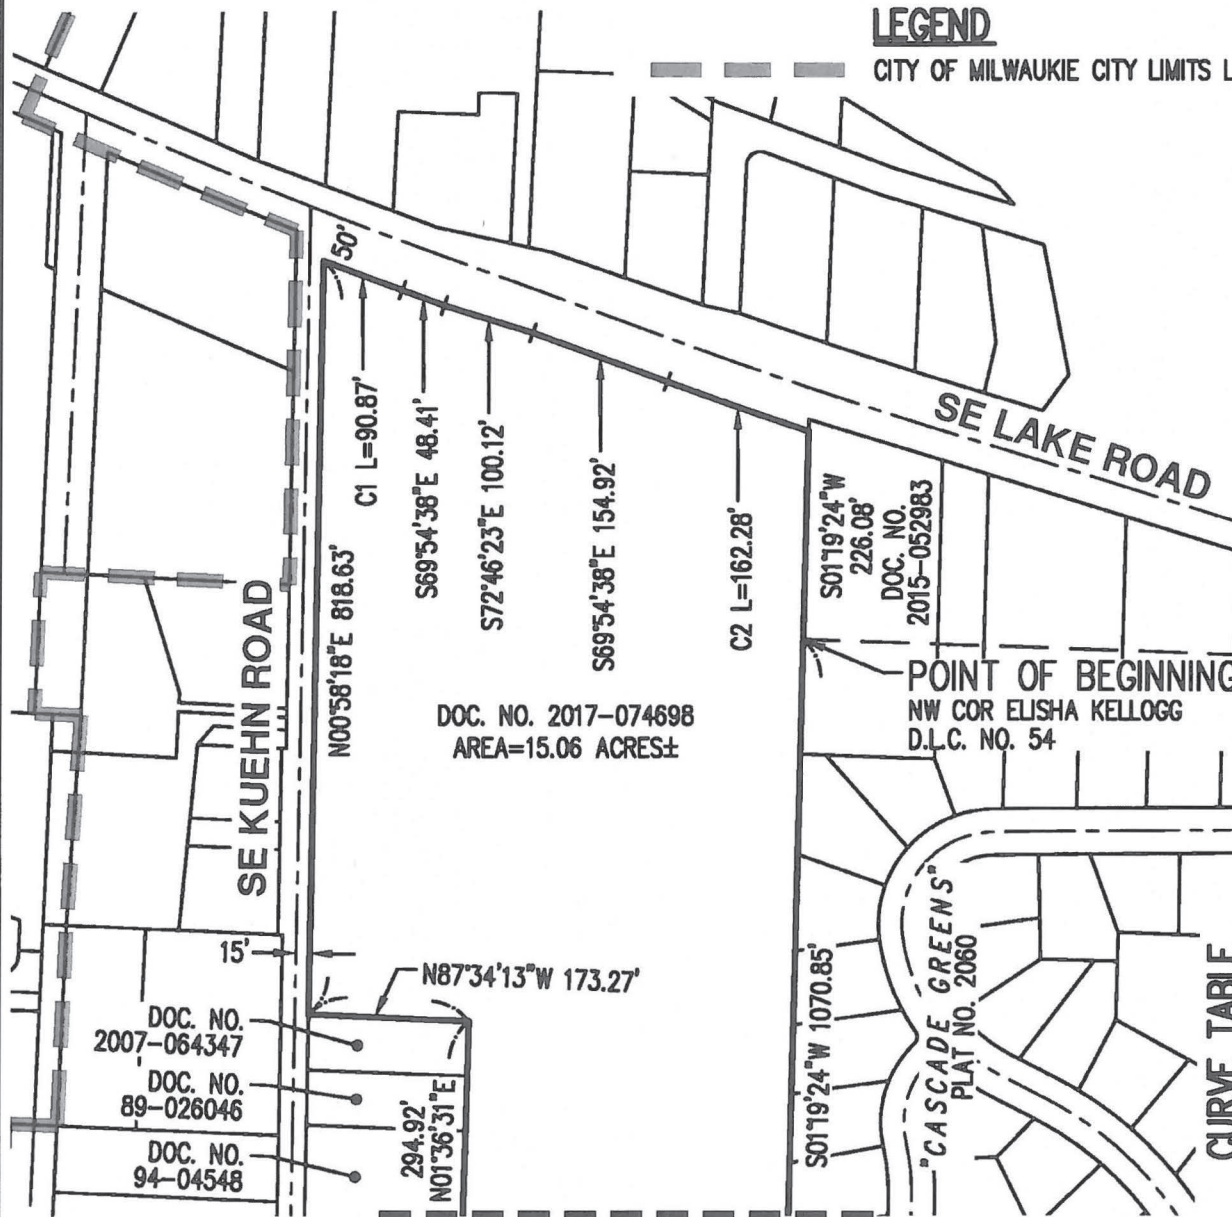 LEGEND
CITY OF MILWAUKIE CITY LIMITS
50'
C1 L=90.87'
S69°54'38"E 48.41'
S72°46'23"E 100.12'
S69°54'38"E 154.92'
C2 L=162.28'
SE LAKE ROAD
S01°19'24"W
226.08'
DOC. NO.
2015-052983
N00°58'18"E 818.63'
SE KUEHN ROAD
POINT OF BEGINNING
NW COR ELISHA KELLOGG
D.L.C. NO. 54
DOC. NO. 2017-074698
AREA=15.06 ACRES±
15'
N87°34'13"W 173.27'
DOC. NO.
2007-064347
DOC. NO.
89-026046
DOC. NO.
94-04548
294.92'
N01°36'31"E
S01°19'24"W 1070.85'
"CASCADE GREENS"
PLAT NO. 2060
CURVE TABLE